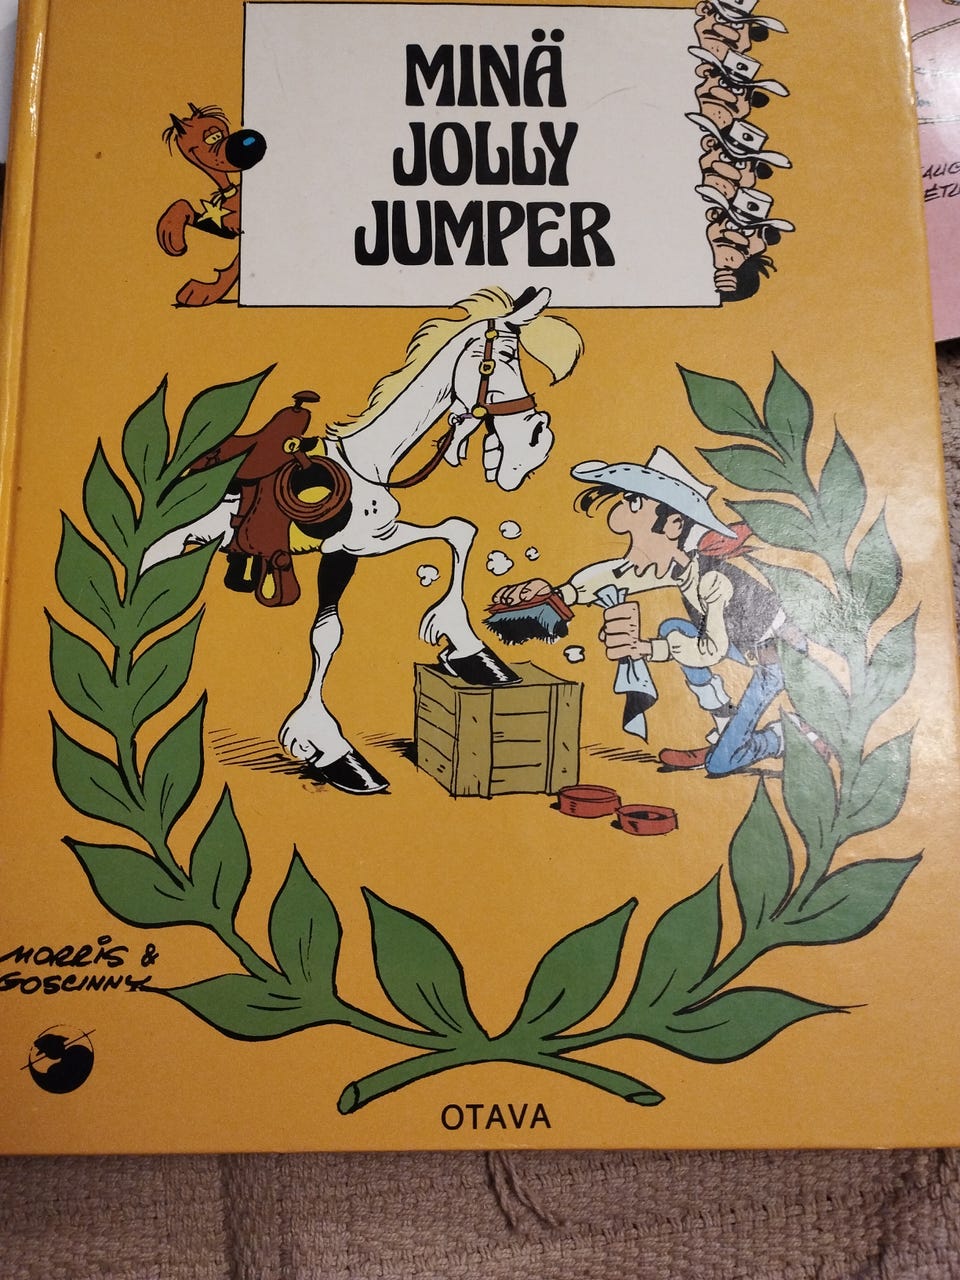 MINÄ
JOLLY
JUMPER
MORRIS &
GOSCINNY
OTAVA